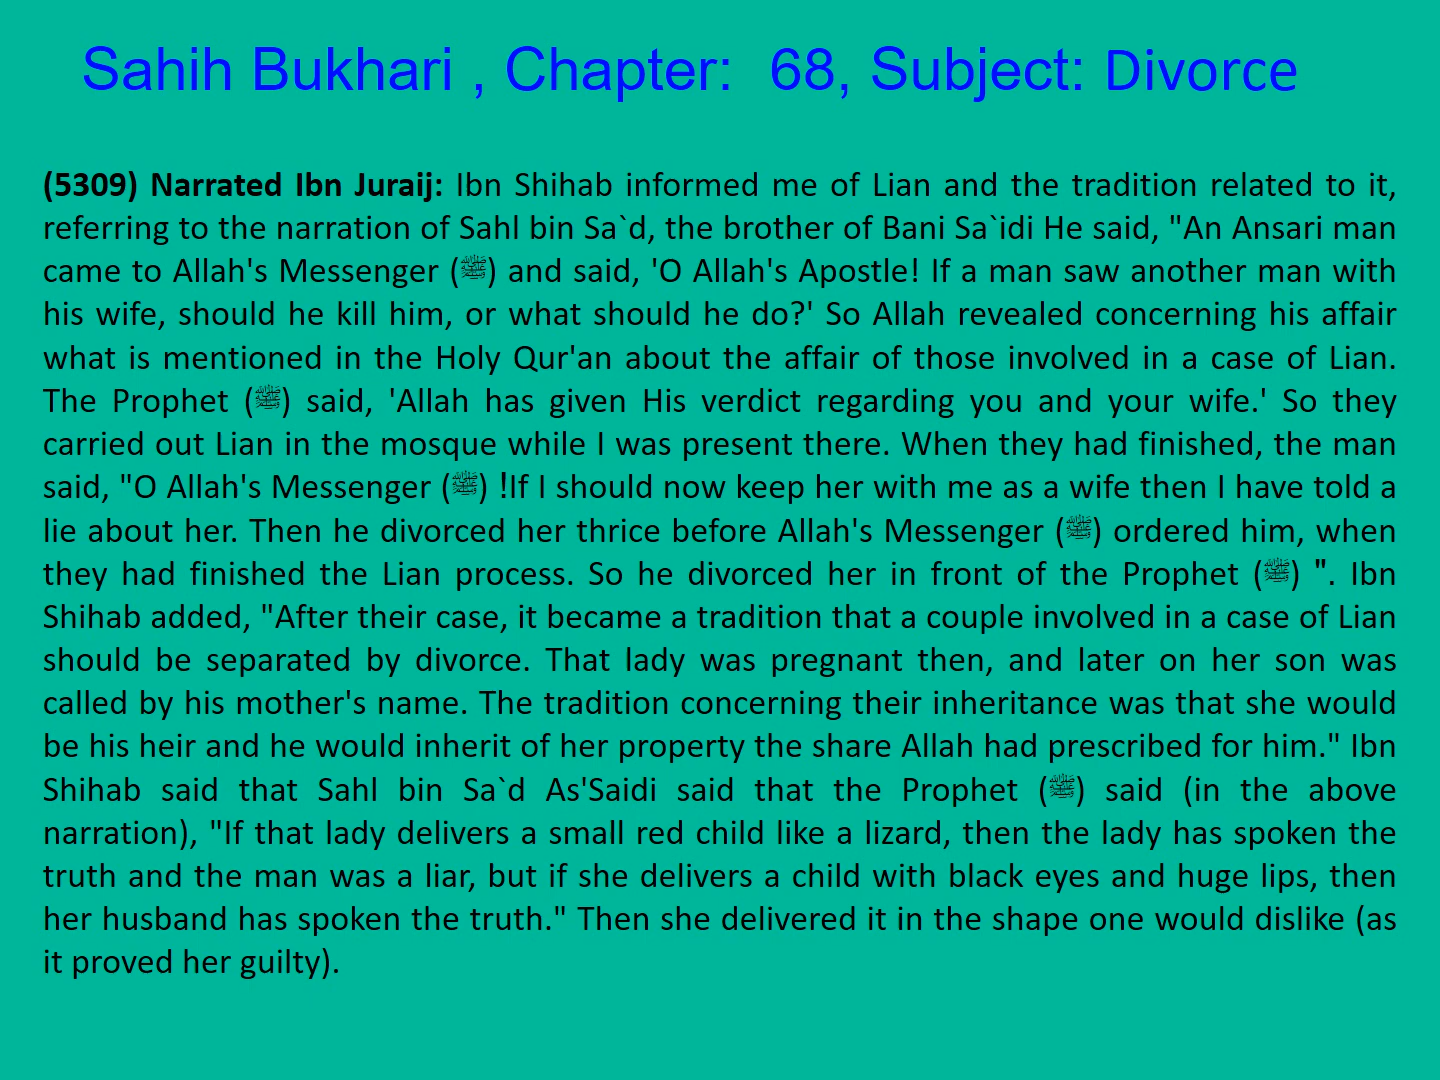 Sahih Bukhari , Chapter:  68, Subject: Divorce
(5309) Narrated Ibn Juraij: Ibn Shihab informed me of Lian and the tradition related to it,
referring to the narration of Sahl bin Sa`d, the brother of Bani Sa`idi He said, "An Ansari man
came to Allah's Messenger (ﷺ) and said, 'O Allah's Apostle! If a man saw another man with
his wife, should he kill him, or what should he do?' So Allah revealed concerning his affair
what is mentioned in the Holy Qur'an about the affair of those involved in a case of Lian.
The Prophet (ﷺ) said, 'Allah has given His verdict regarding you and your wife.' So they
carried out Lian in the mosque while I was present there. When they had finished, the man
said, "O Allah's Messenger (ﷺ) !If I should now keep her with me as a wife then I have told a
lie about her. Then he divorced her thrice before Allah's Messenger (ﷺ) ordered him, when
they had finished the Lian process. So he divorced her in front of the Prophet (ﷺ) ". Ibn
Shihab added, "After their case, it became a tradition that a couple involved in a case of Lian
should be separated by divorce. That lady was pregnant then, and later on her son was
called by his mother's name. The tradition concerning their inheritance was that she would
be his heir and he would inherit of her property the share Allah had prescribed for him." Ibn
Shihab said that Sahl bin Sa`d As'Saidi said that the Prophet (ﷺ) said (in the above
narration), "If that lady delivers a small red child like a lizard, then the lady has spoken the
truth and the man was a liar, but if she delivers a child with black eyes and huge lips, then
her husband has spoken the truth." Then she delivered it in the shape one would dislike (as
it proved her guilty).